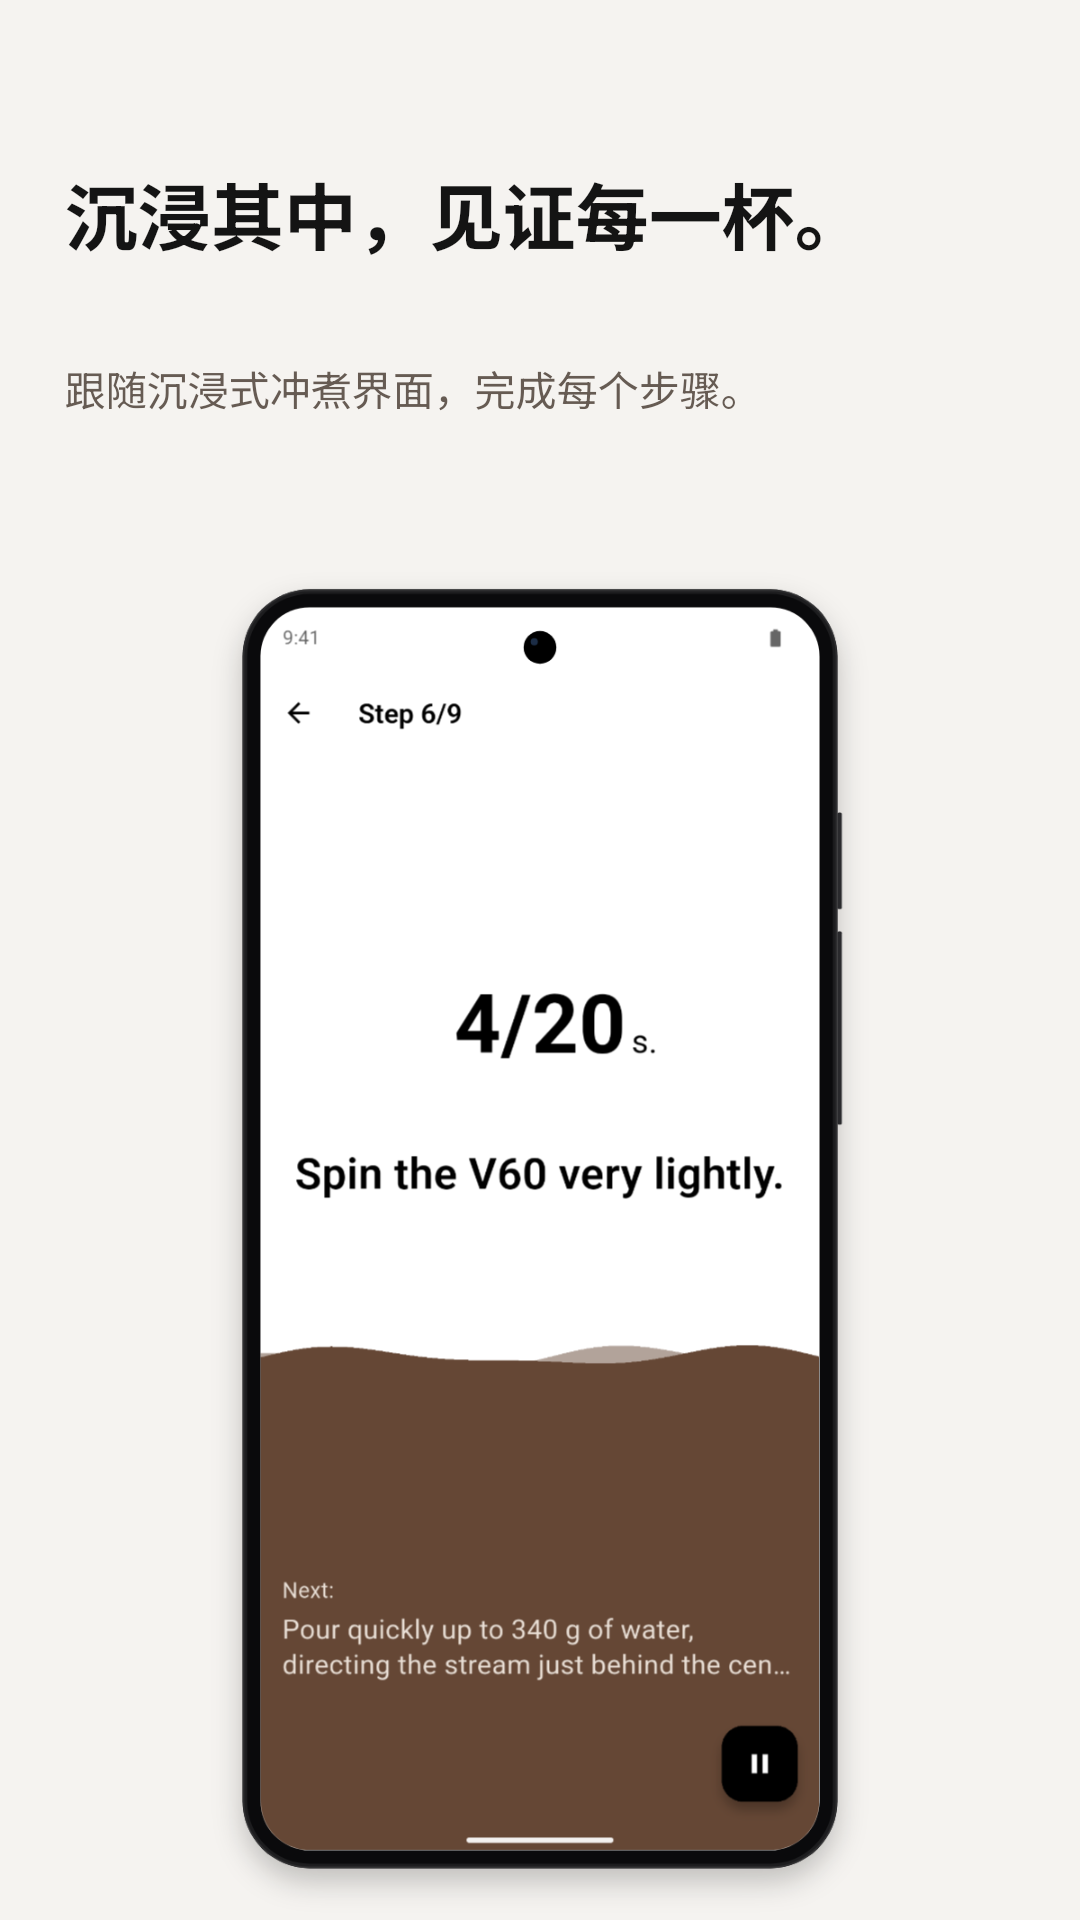 沉浸其中，见证每一杯。
跟随沉浸式冲煮界面，完成每个步骤。
9:41
Step 6/9
4/20 s.
Spin the V60 very lightly.
Next:
Pour quickly up to 340 g of water,
directing the stream just behind the cen...